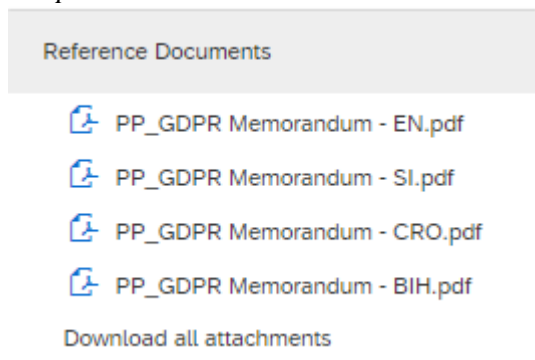 Reference Documents
PP_GDPR Memorandum - EN.pdf
PP_GDPR Memorandum - SI.pdf
PP_GDPR Memorandum - CRO.pdf
PP_GDPR Memorandum - BIH.pdf
Download all attachments